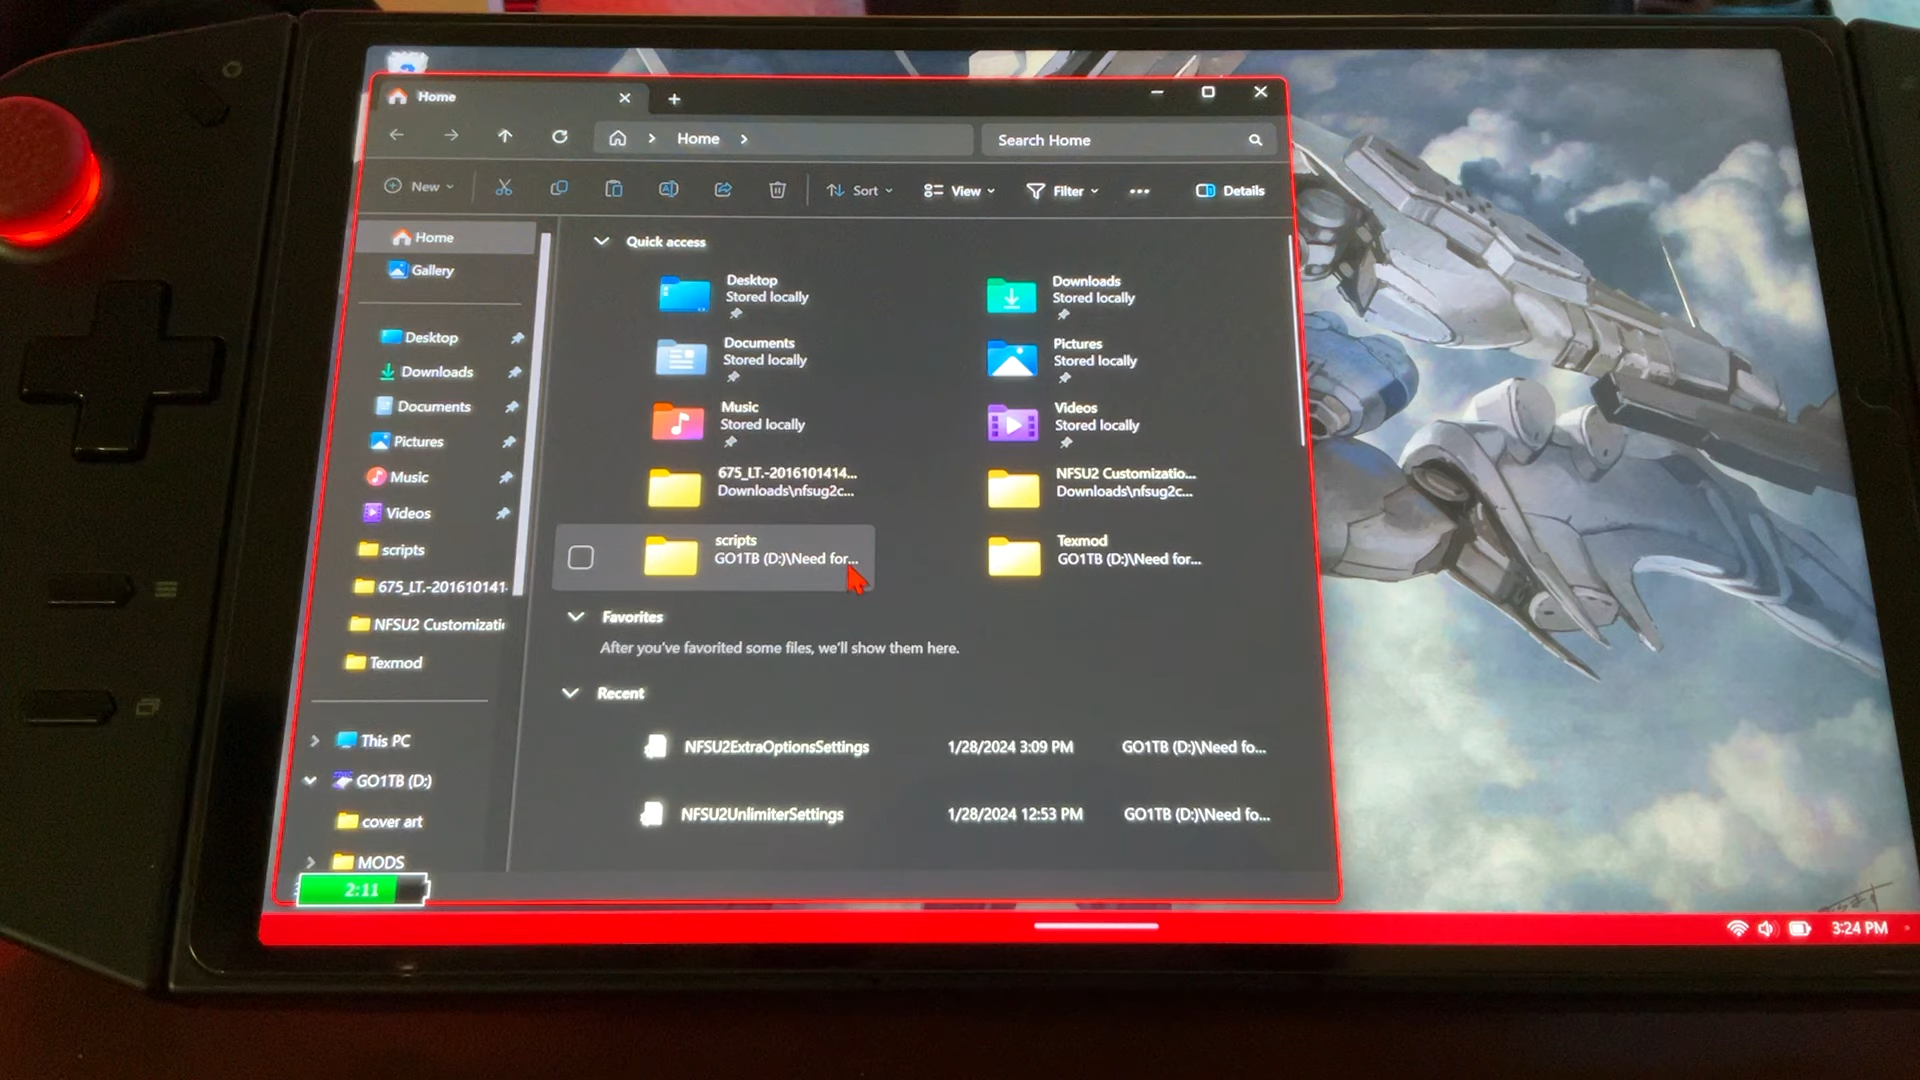 Home
Home
Search Home
New
Sort
View
Filter
Details
Home
Gallery
Desktop
Downloads
Documents
Pictures
Music
Videos
scripts
675_LT.-201610141
NFSU2 Customizati
Texmod
This PC
GO1TB (D:)
cover art
MODS
Quick access
Desktop
Stored locally
Downloads
Stored locally
Documents
Stored locally
Pictures
Stored locally
Music
Stored locally
Videos
Stored locally
675_LT.-2016101414...
Downloads\nfsug2c...
NFSU2 Customizatio...
Downloads\nfsug2c...
scripts
GO1TB (D:)\Need for...
Texmod
GO1TB (D:)\Need for...
Favorites
After you've favorited some files, we'll show them here.
Recent
NFSU2ExtraOptionsSettings 1/28/2024 3:09 PM GO1TB (D:)\Need fo...
NFSU2UnlimiterSettings 1/28/2024 12:53 PM GO1TB (D:)\Need fo...
2:11
3:24 PM